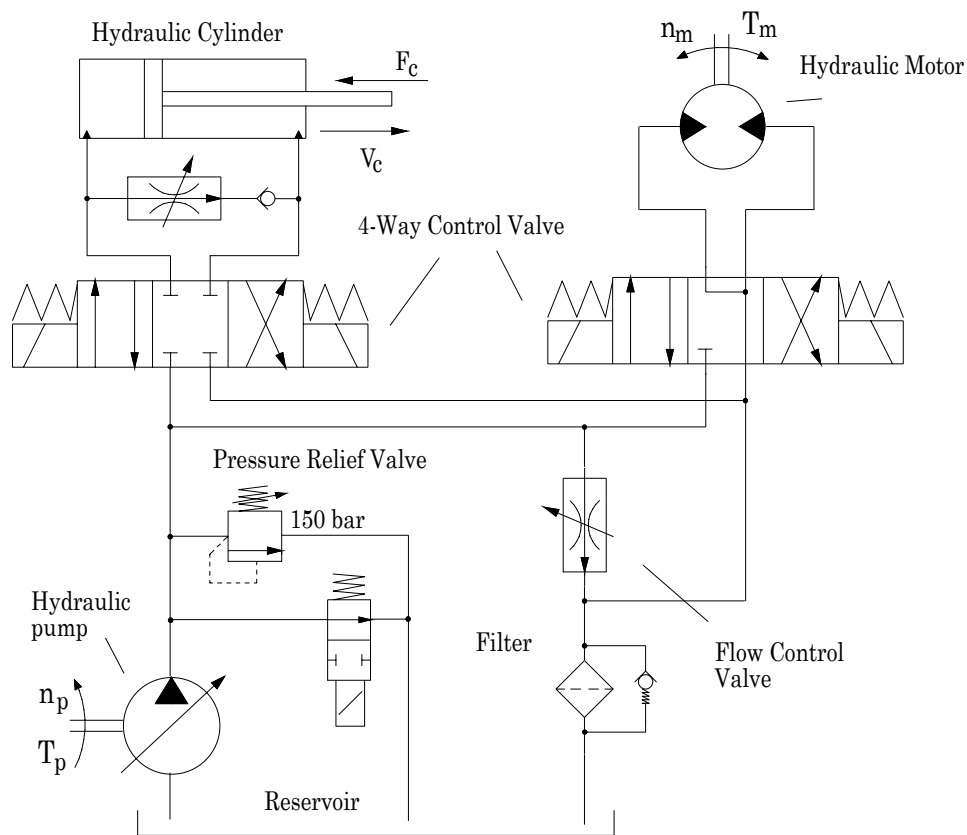 Hydraulic Cylinder
F_c
V_c
n_m
T_m
Hydraulic Motor
4-Way Control Valve
Pressure Relief Valve
150 bar
Hydraulic
pump
n_p
T_p
Filter
Flow Control
Valve
Reservoir